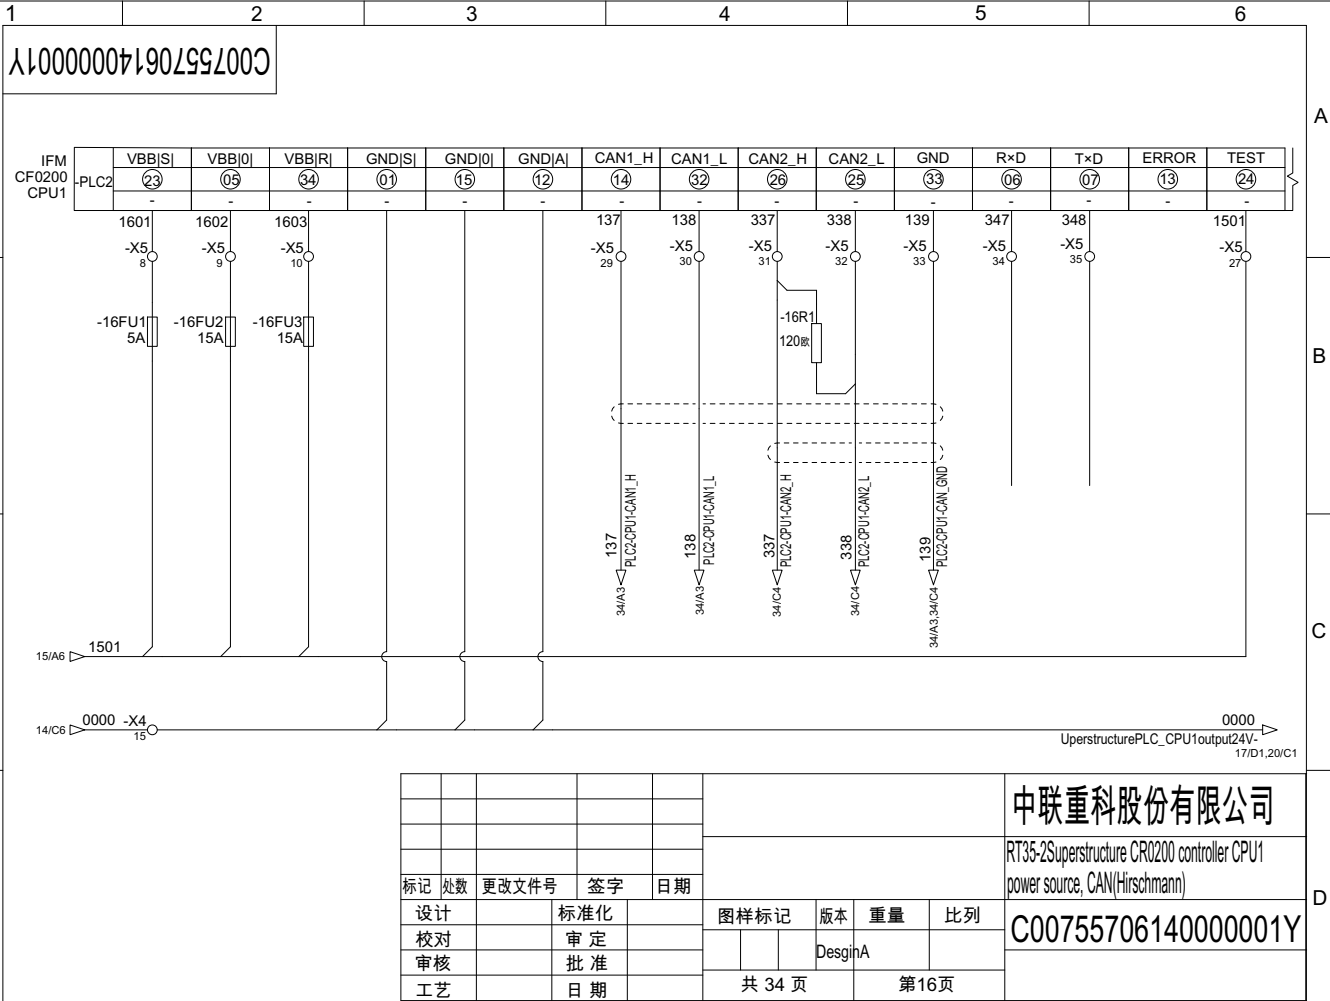 1 2 3 4 5 6
C00755706140000001Y
A
IFM
CF0200
CPU1
-PLC2
VBB|S| VBB|0| VBB|R| GND|S| GND|0| GND|A| CAN1_H CAN1_L CAN2_H CAN2_L GND R×D T×D ERROR TEST
23 05 34 01 15 12 14 32 26 25 33 06 07 13 24
- - - - - - - - - - - - - - -
1601 1602 1603 137 138 337 338 139 347 348 1501
-X5 -X5 -X5 -X5 -X5 -X5 -X5 -X5 -X5 -X5 -X5
8 9 10 29 30 31 32 33 34 35 27
-16FU1 -16FU2 -16FU3 -16R1
5A 15A 15A 120欧
B
137 138 337 338 139
PLC2-CPU1-CAN1_H PLC2-CPU1-CAN1_L PLC2-CPU1-CAN2_H PLC2-CPU1-CAN2_L PLC2-CPU1-CAN_GND
34/A3 34/A3 34/C4 34/C4 34/A3,34/C4
C
15/A6 1501
14/C6 0000 -X4 0000
15
UperstructurePLC_CPU1output24V-
17/D1,20/C1
中联重科股份有限公司
RT35-2Superstructure CR0200 controller CPU1
power source, CAN(Hirschmann)
D
标记 处数 更改文件号 签字 日期
设计 标准化 图样标记 版本 重量 比列
C00755706140000001Y
校对 审 定
DesginA
审核 批 准
共 34 页 第16页
工艺 日 期